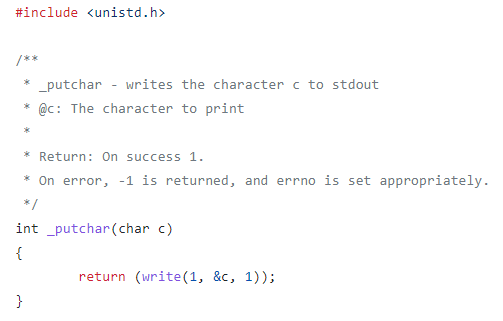 #include <unistd.h>

/**
 * _putchar - writes the character c to stdout
 * @c: The character to print
 *
 * Return: On success 1.
 * On error, -1 is returned, and errno is set appropriately.
 */
int _putchar(char c)
{
        return (write(1, &c, 1));
}